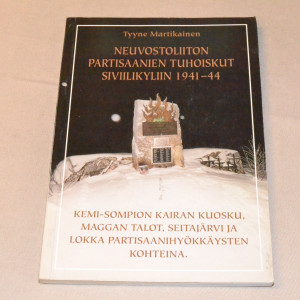 Tyyne Martikainen
NEUVOSTOLIITON
PARTISAANIEN TUHOISKUT
SIVIILIKYLIIN 1941–44
KEMI-SOMPION KAIRAN KUOSKU,
MAGGAN TALOT, SEITAJÄRVI JA
LOKKA PARTISAANIHYÖKKÄYSTEN
KOHTEINA.